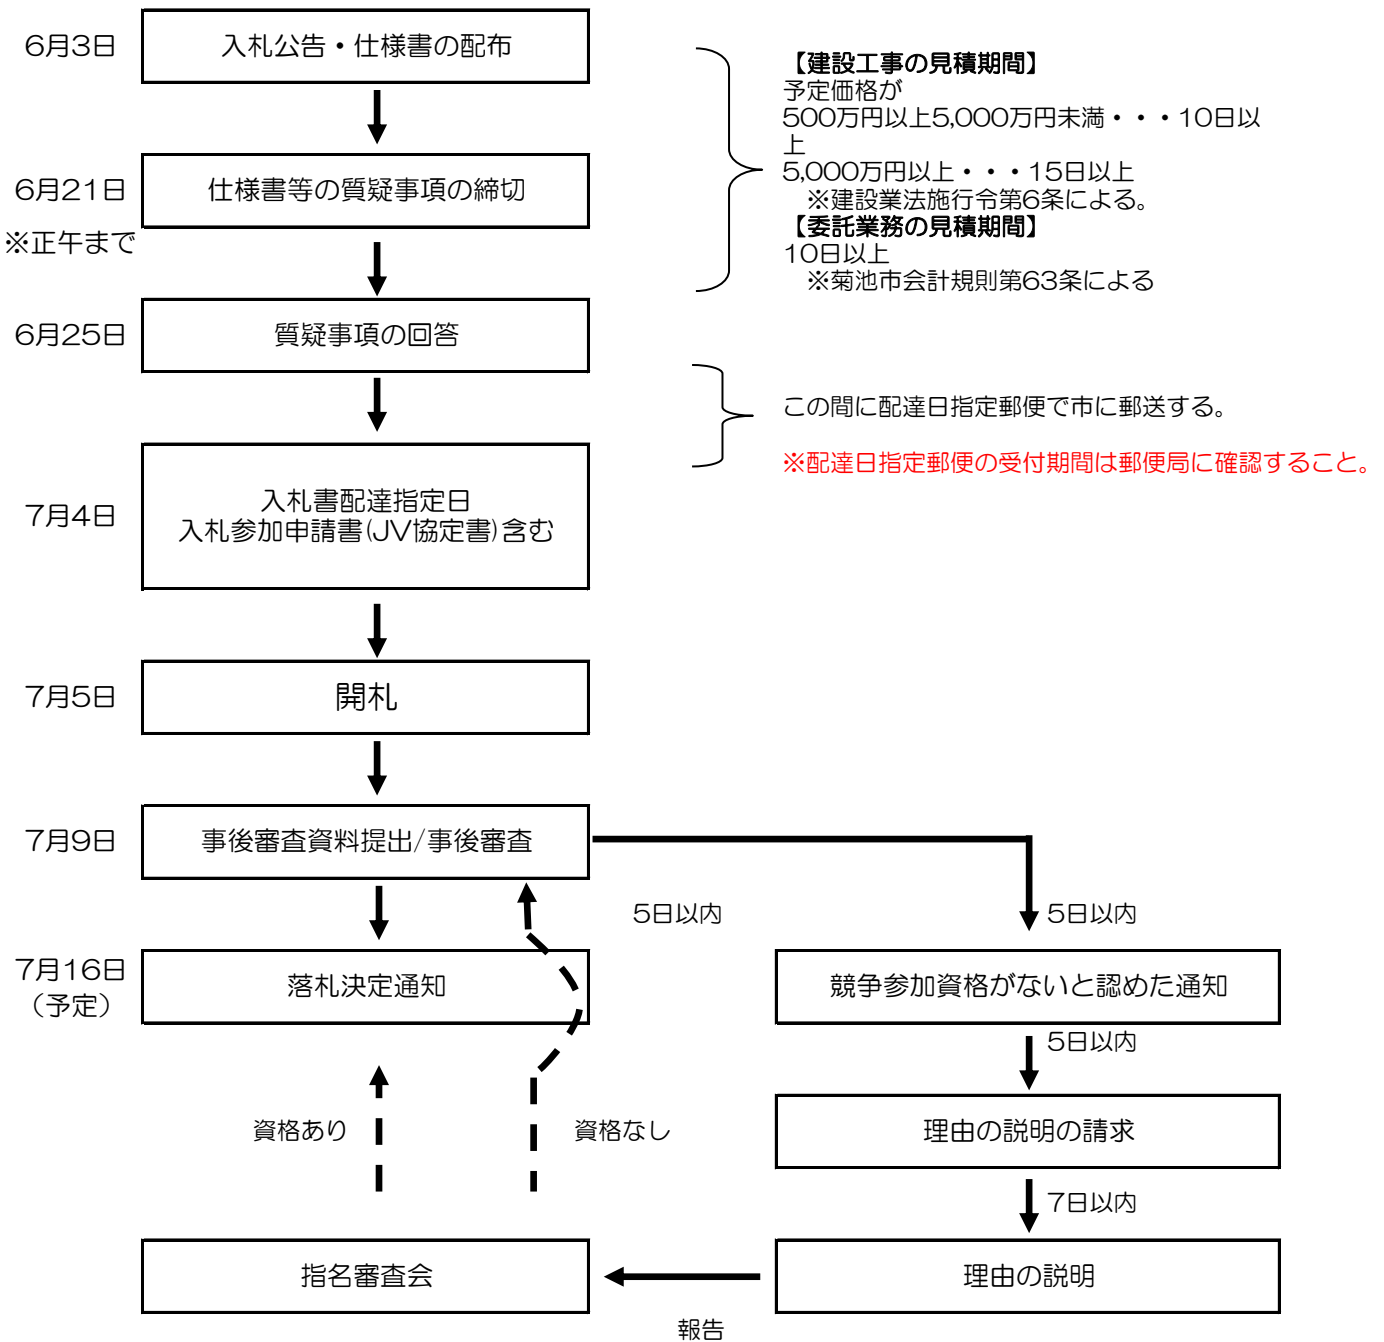 6月3日
入札公告・仕様書の配布
【建設工事の見積期間】
予定価格が
500万円以上5,000万円未満・・・10日以
上
5,000万円以上・・・15日以上
※建設業法施行令第6条による。
【委託業務の見積期間】
10日以上
※菊池市会計規則第63条による
6月21日
※正午まで
仕様書等の質疑事項の締切
6月25日
質疑事項の回答
この間に配達日指定郵便で市に郵送する。
※配達日指定郵便の受付期間は郵便局に確認すること。
7月4日
入札書配達指定日
入札参加申請書(JV協定書)含む
7月5日
開札
7月9日
事後審査資料提出/事後審査
5日以内
5日以内
7月16日
（予定）
落札決定通知
競争参加資格がないと認めた通知
5日以内
資格あり
資格なし
理由の説明の請求
7日以内
指名審査会
理由の説明
報告